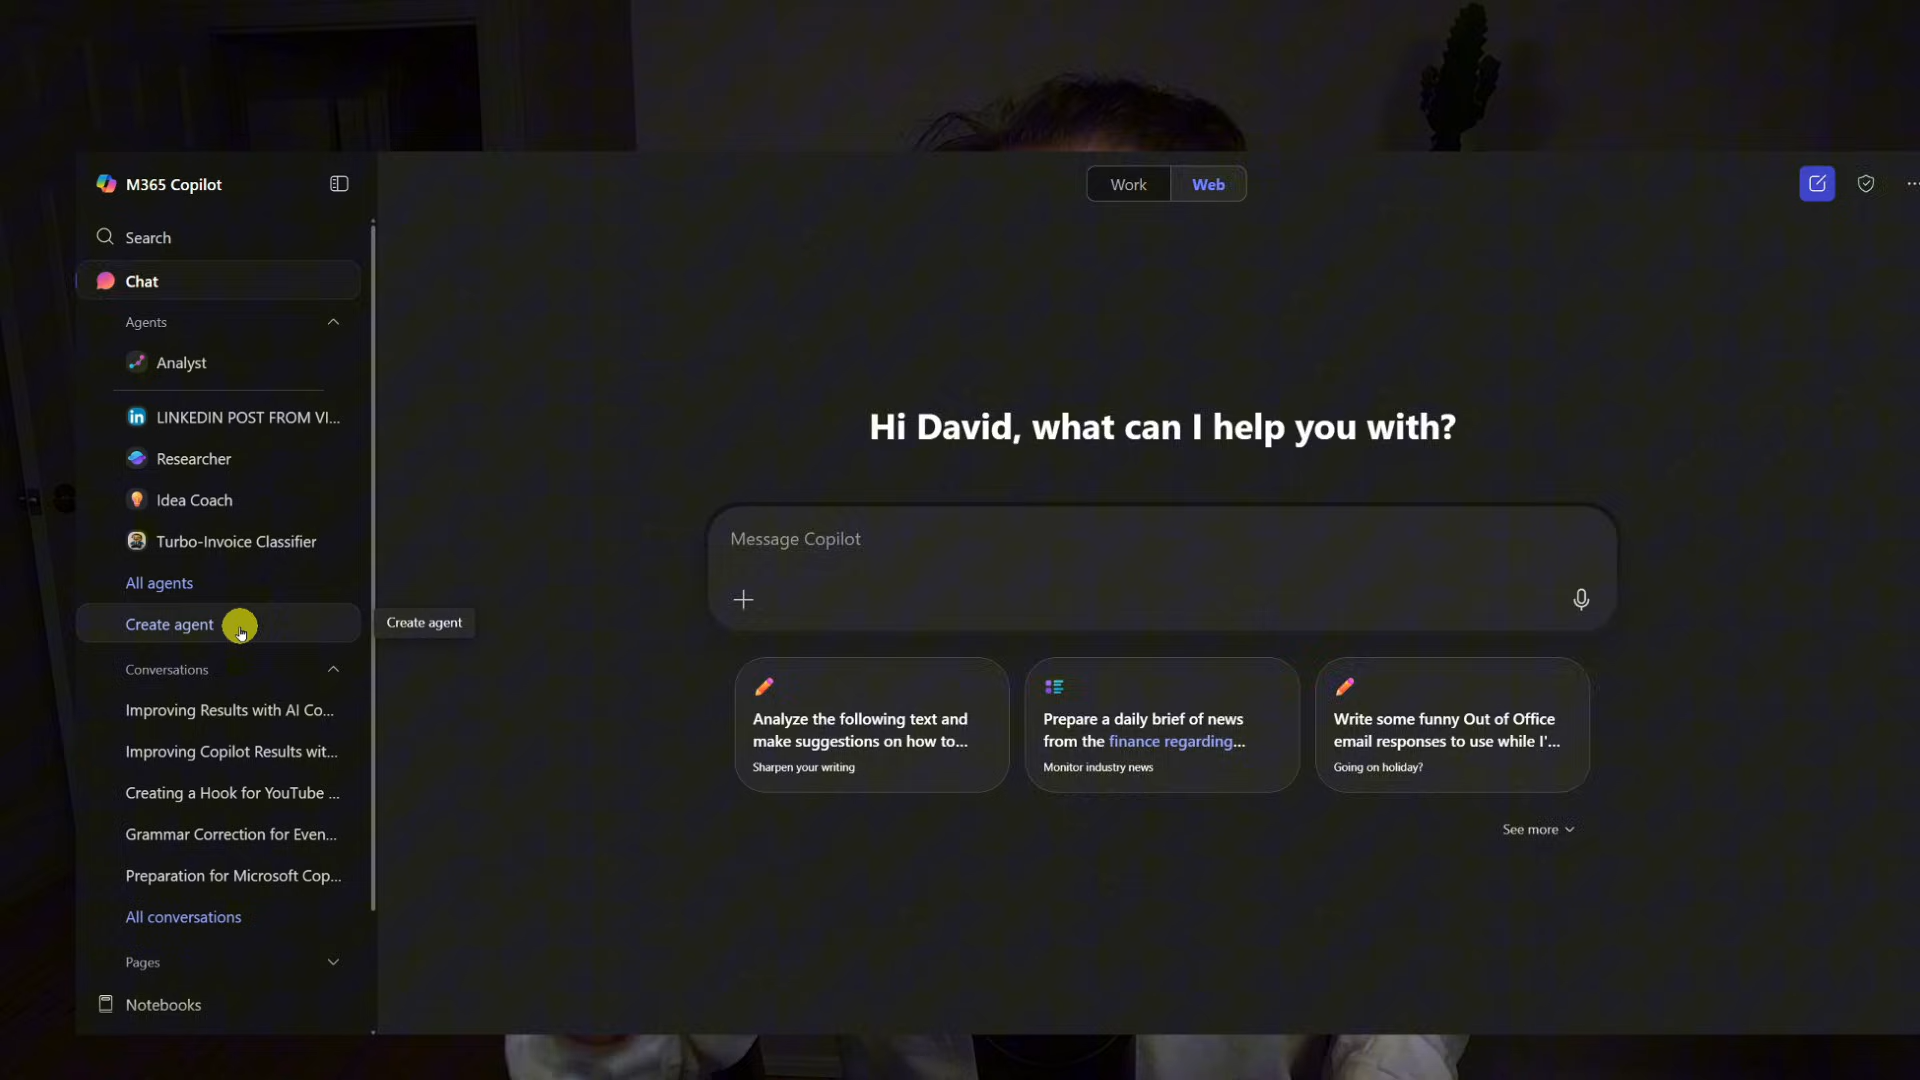 M365 Copilot
Search
Chat
Agents
Analyst
LINKEDIN POST FROM VI...
Researcher
Idea Coach
Turbo-Invoice Classifier
All agents
Create agent
Create agent
Conversations
Improving Results with AI Co...
Improving Copilot Results wit...
Creating a Hook for YouTube ...
Grammar Correction for Even...
Preparation for Microsoft Cop...
All conversations
Pages
Notebooks
Work
Web
Hi David, what can I help you with?
Message Copilot
Analyze the following text and
make suggestions on how to...
Sharpen your writing
Prepare a daily brief of news
from the finance regarding...
Monitor industry news
Write some funny Out of Office
email responses to use while I'...
Going on holiday?
See more